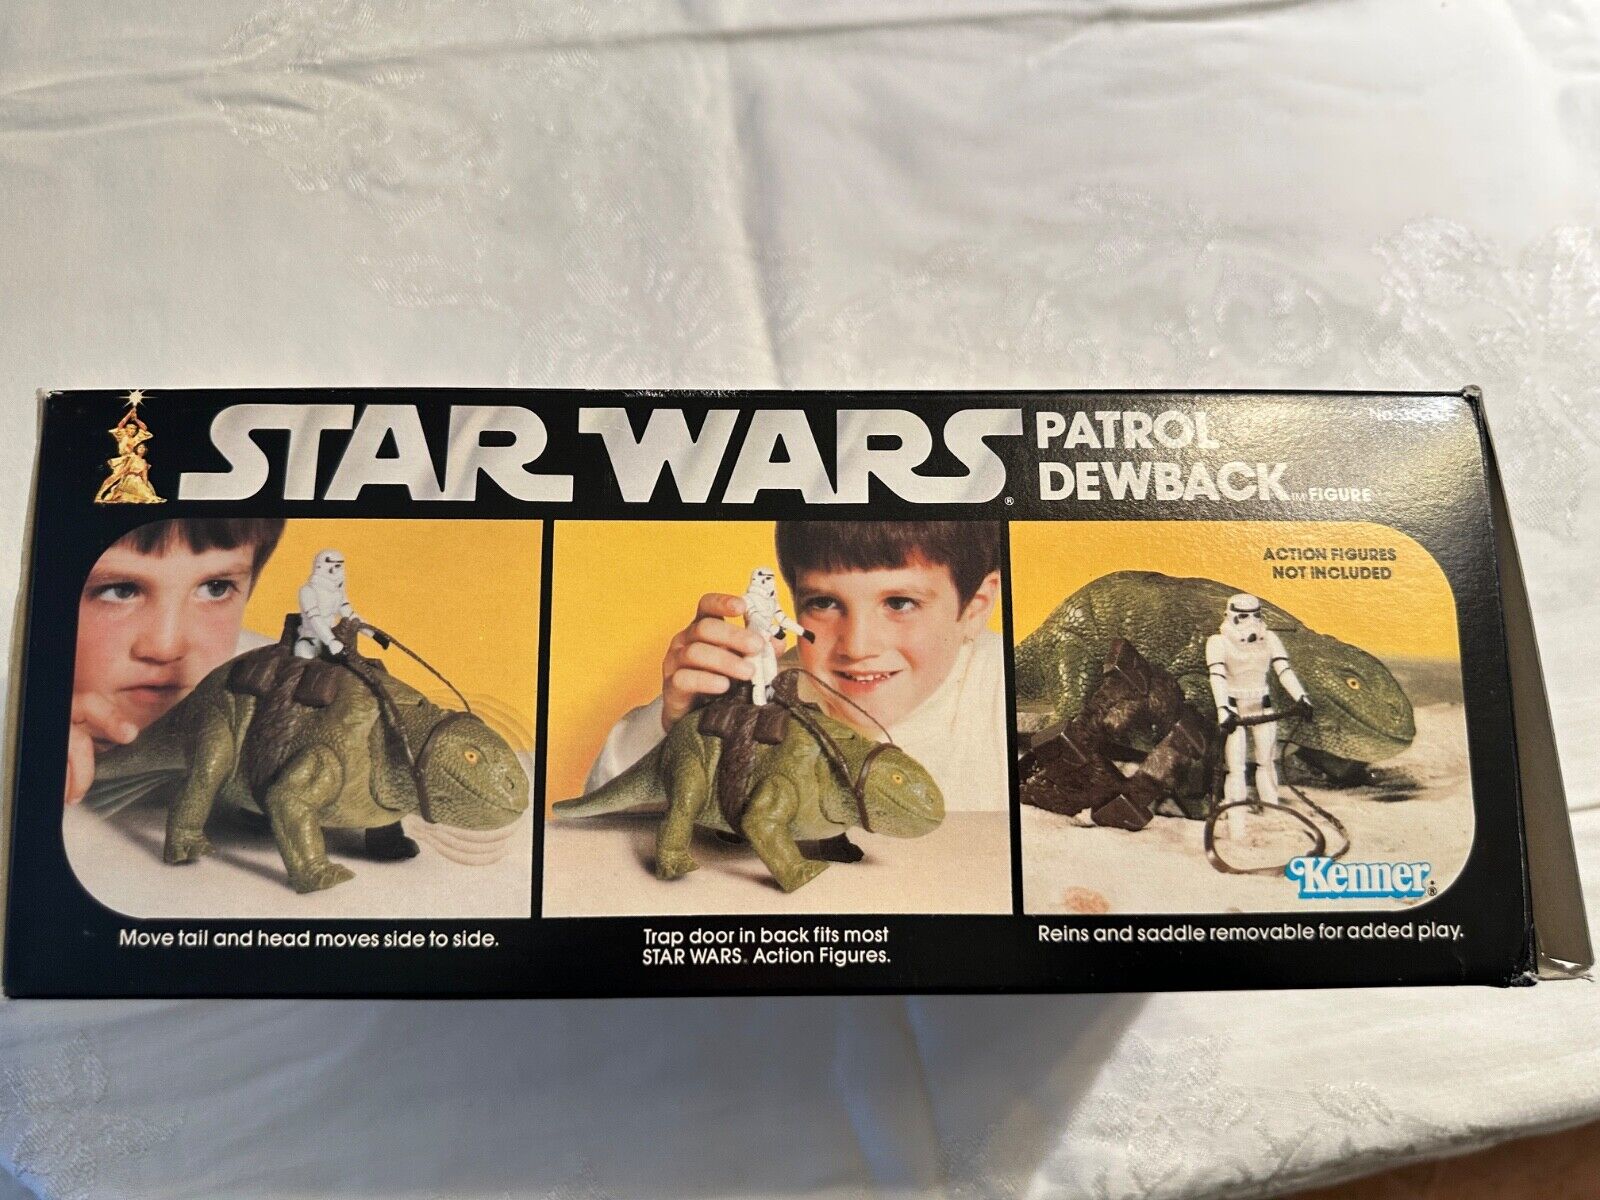 STAR WARS®
PATROL
DEWBACK™ FIGURE
ACTION FIGURES
NOT INCLUDED
Kenner®
Move tail and head moves side to side.
Trap door in back fits most
STAR WARS® Action Figures.
Reins and saddle removable for added play.